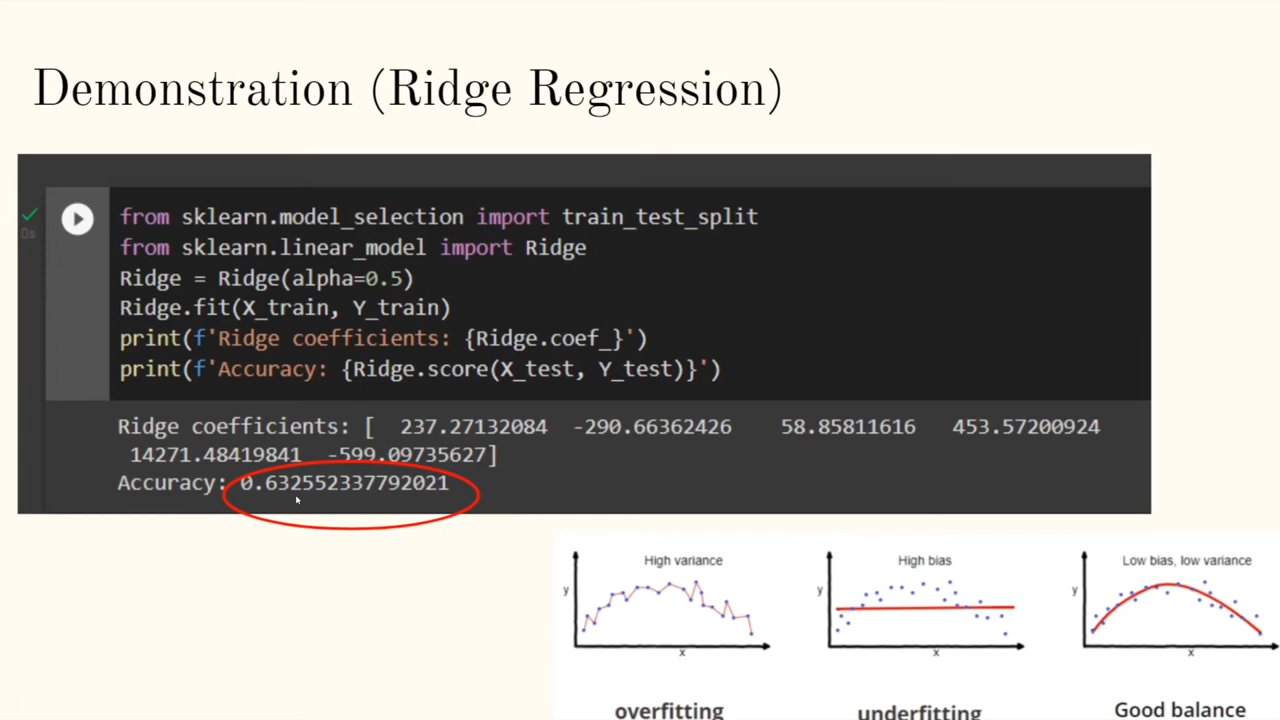 Demonstration (Ridge Regression)
0s
from sklearn.model_selection import train_test_split
from sklearn.linear_model import Ridge
Ridge = Ridge(alpha=0.5)
Ridge.fit(X_train, Y_train)
print(f'Ridge coefficients: {Ridge.coef_}')
print(f'Accuracy: {Ridge.score(X_test, Y_test)}')
Ridge coefficients: [ 237.27132084 -290.66362426 58.85811616 453.57200924
14271.48419841 -599.09735627]
Accuracy: 0.632552337792021
High variance
y
x
overfitting
High bias
y
x
underfitting
Low bias, low variance
y
x
Good balance